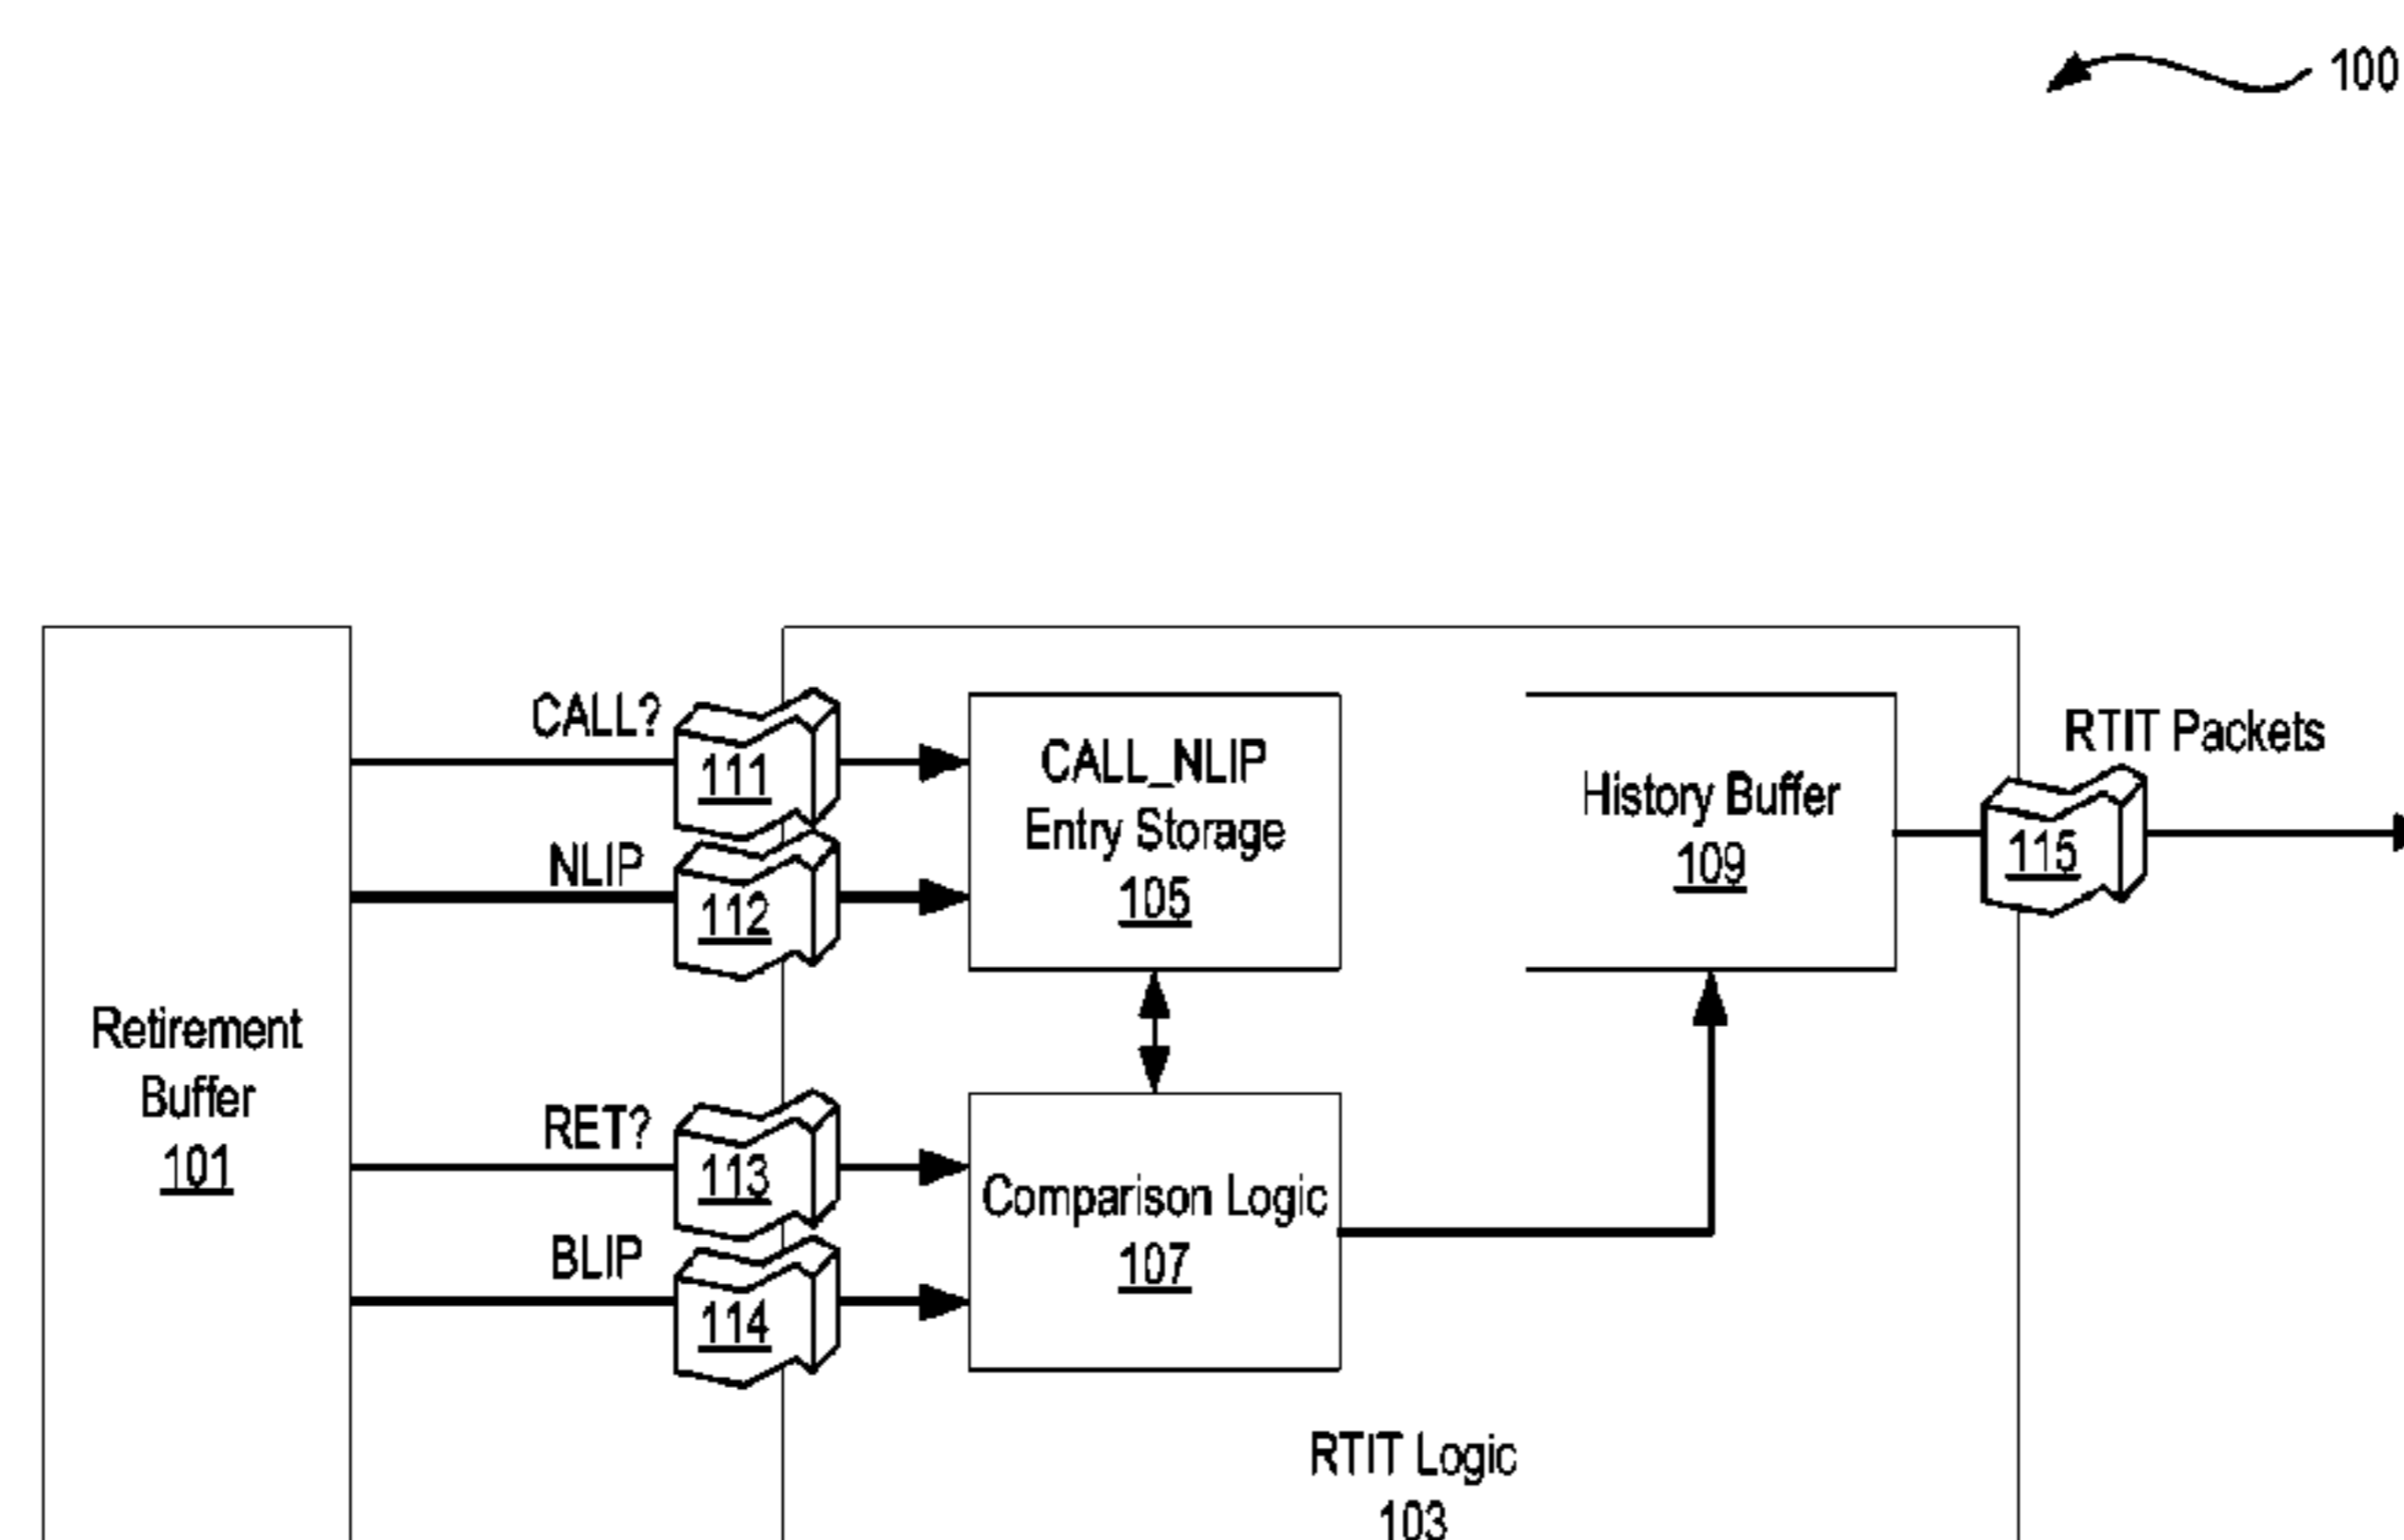 100
CALL?
111
NLIP
112
CALL_NLIP
Entry Storage
105
History Buffer
109
RTIT Packets
115
Retirement
Buffer
101
RET?
113
BLIP
114
Comparison Logic
107
RTIT Logic
103